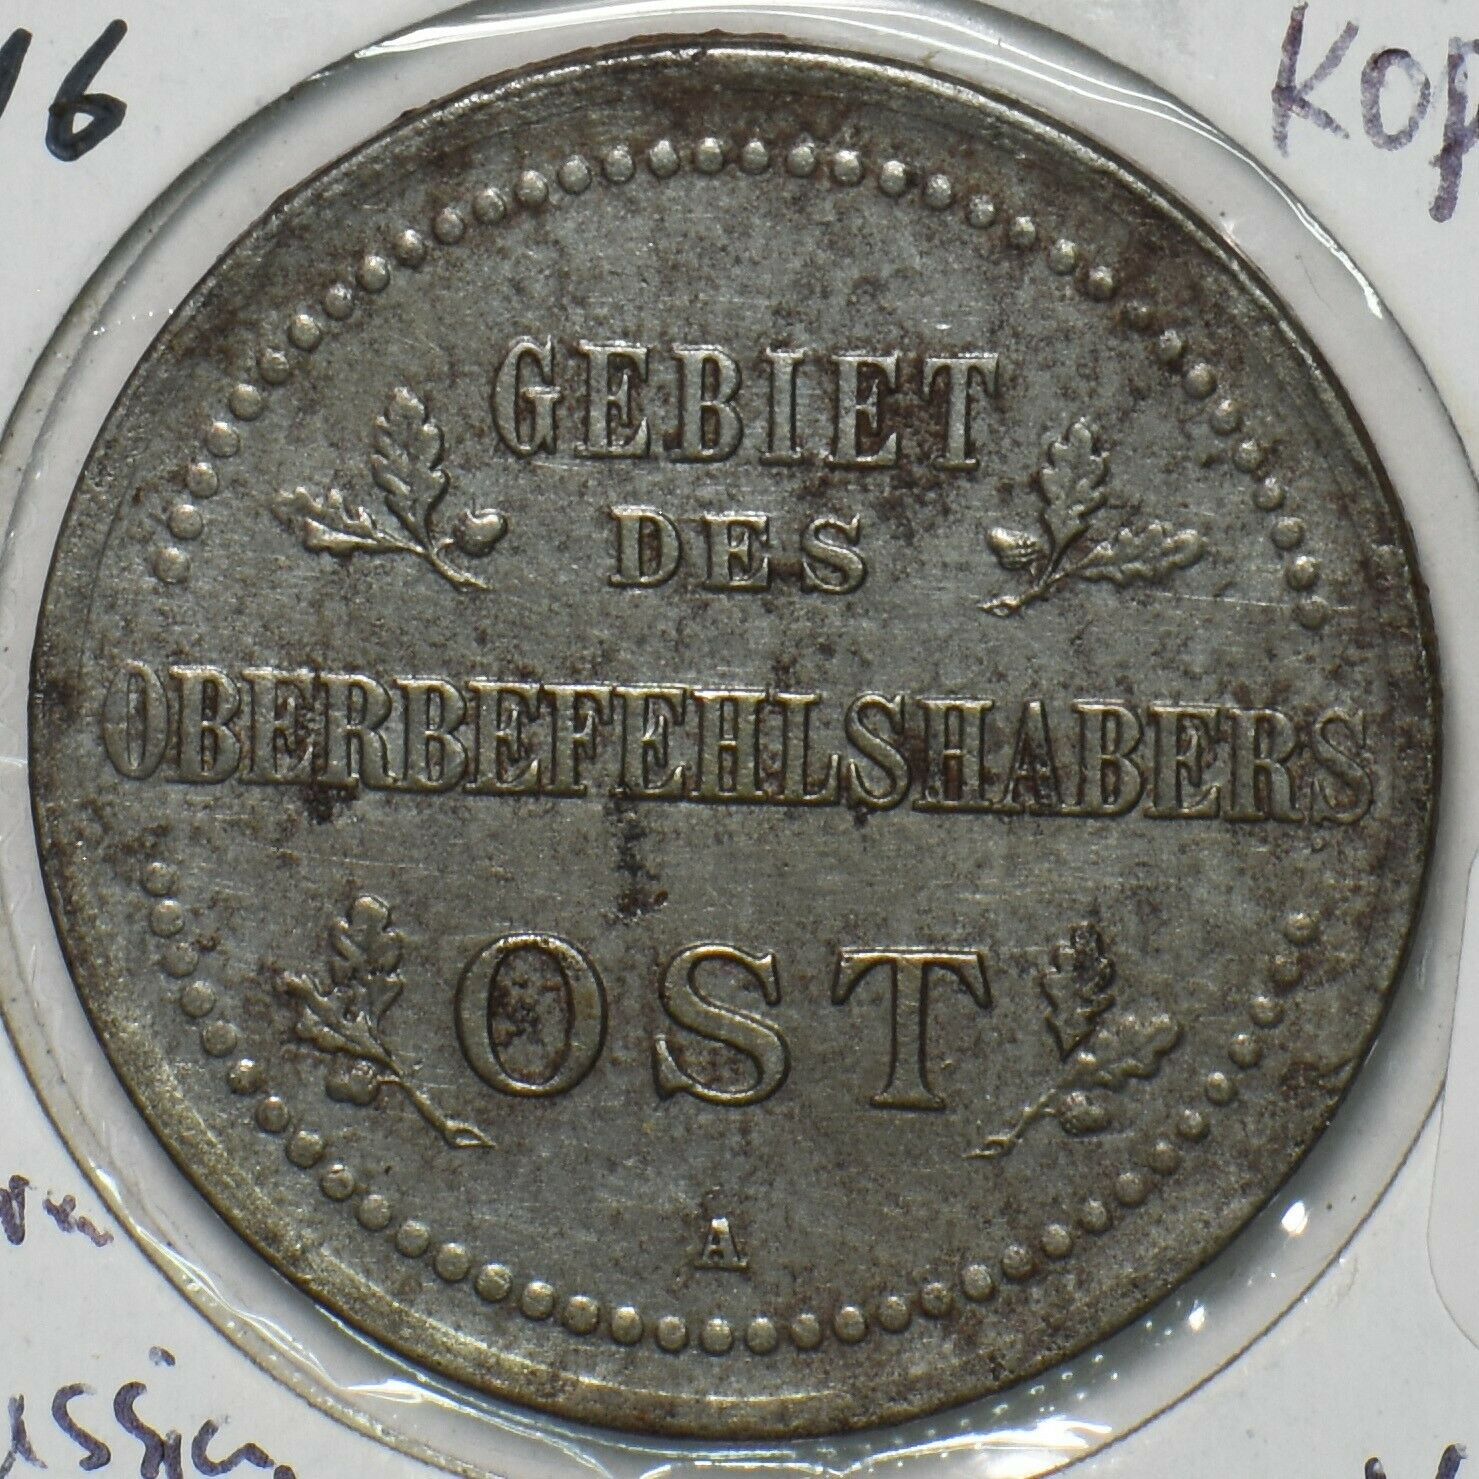 16
KOP
GEBIET
DES
OBERBEFEHLSHABERS
OST
A